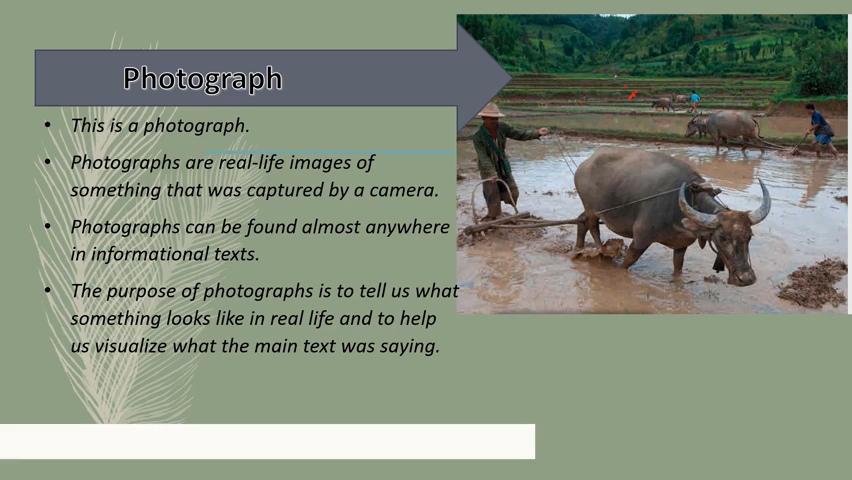 Photograph
• This is a photograph.
• Photographs are real-life images of
something that was captured by a camera.
• Photographs can be found almost anywhere
in informational texts.
• The purpose of photographs is to tell us what
something looks like in real life and to help
us visualize what the main text was saying.